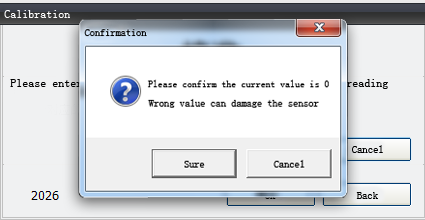 Calibration
Confirmation
Please enter
reading
Please confirm the current value is 0
Wrong value can damage the sensor
Sure
Cancel
Cancel
2026
Back